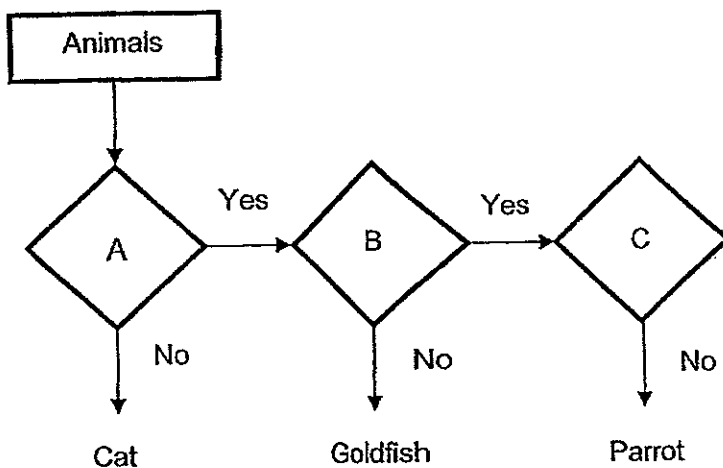 Animals
Yes
Yes
A
B
C
No
No
No
Cat
Goldfish
Parrot